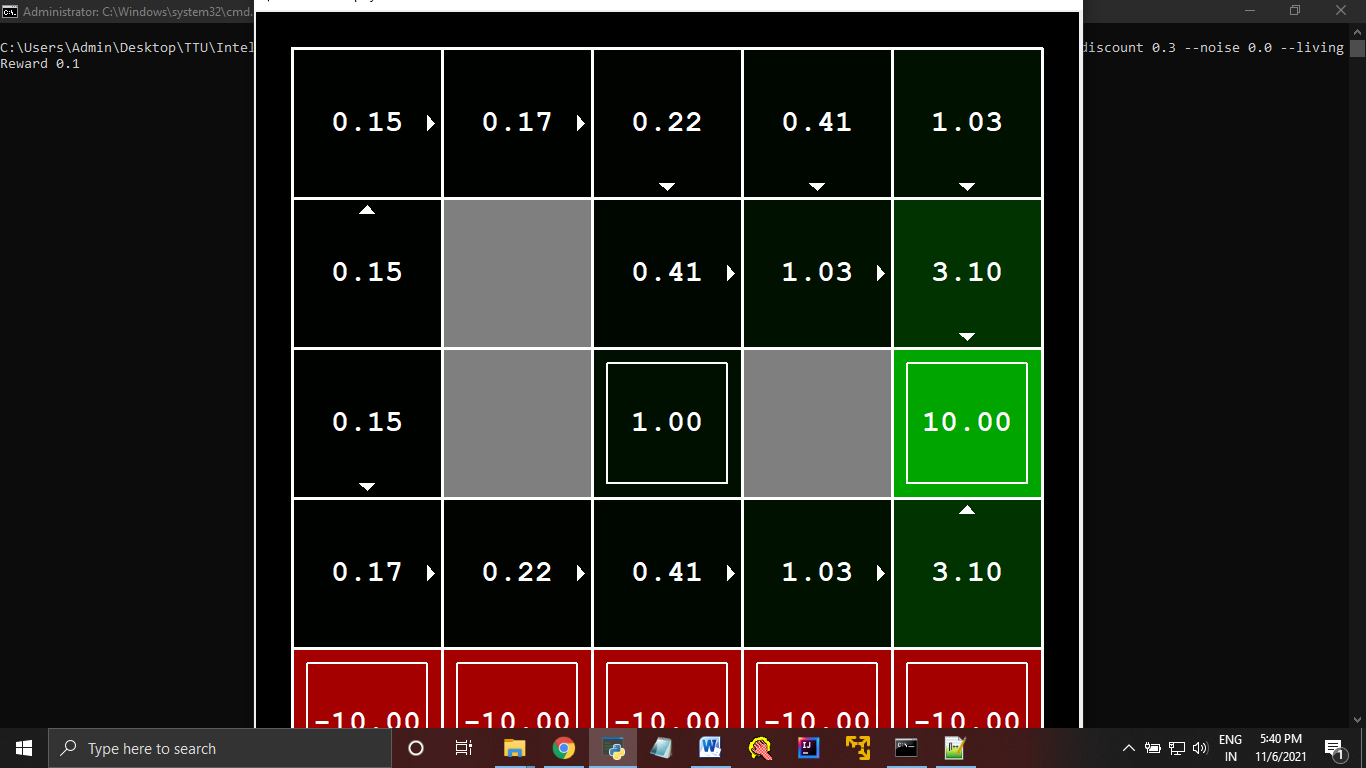 Administrator: C:\Windows\system32\cmd.
C:\Users\Admin\Desktop\TTU\Intel
discount 0.3 --noise 0.0 --living
Reward 0.1
0.15 0.17 0.22 0.41 1.03
0.15 0.41 1.03 3.10
0.15 1.00 10.00
0.17 0.22 0.41 1.03 3.10
-10.00 -10.00 -10.00 -10.00 -10.00
Type here to search
ENG
IN
5:40 PM
11/6/2021
1